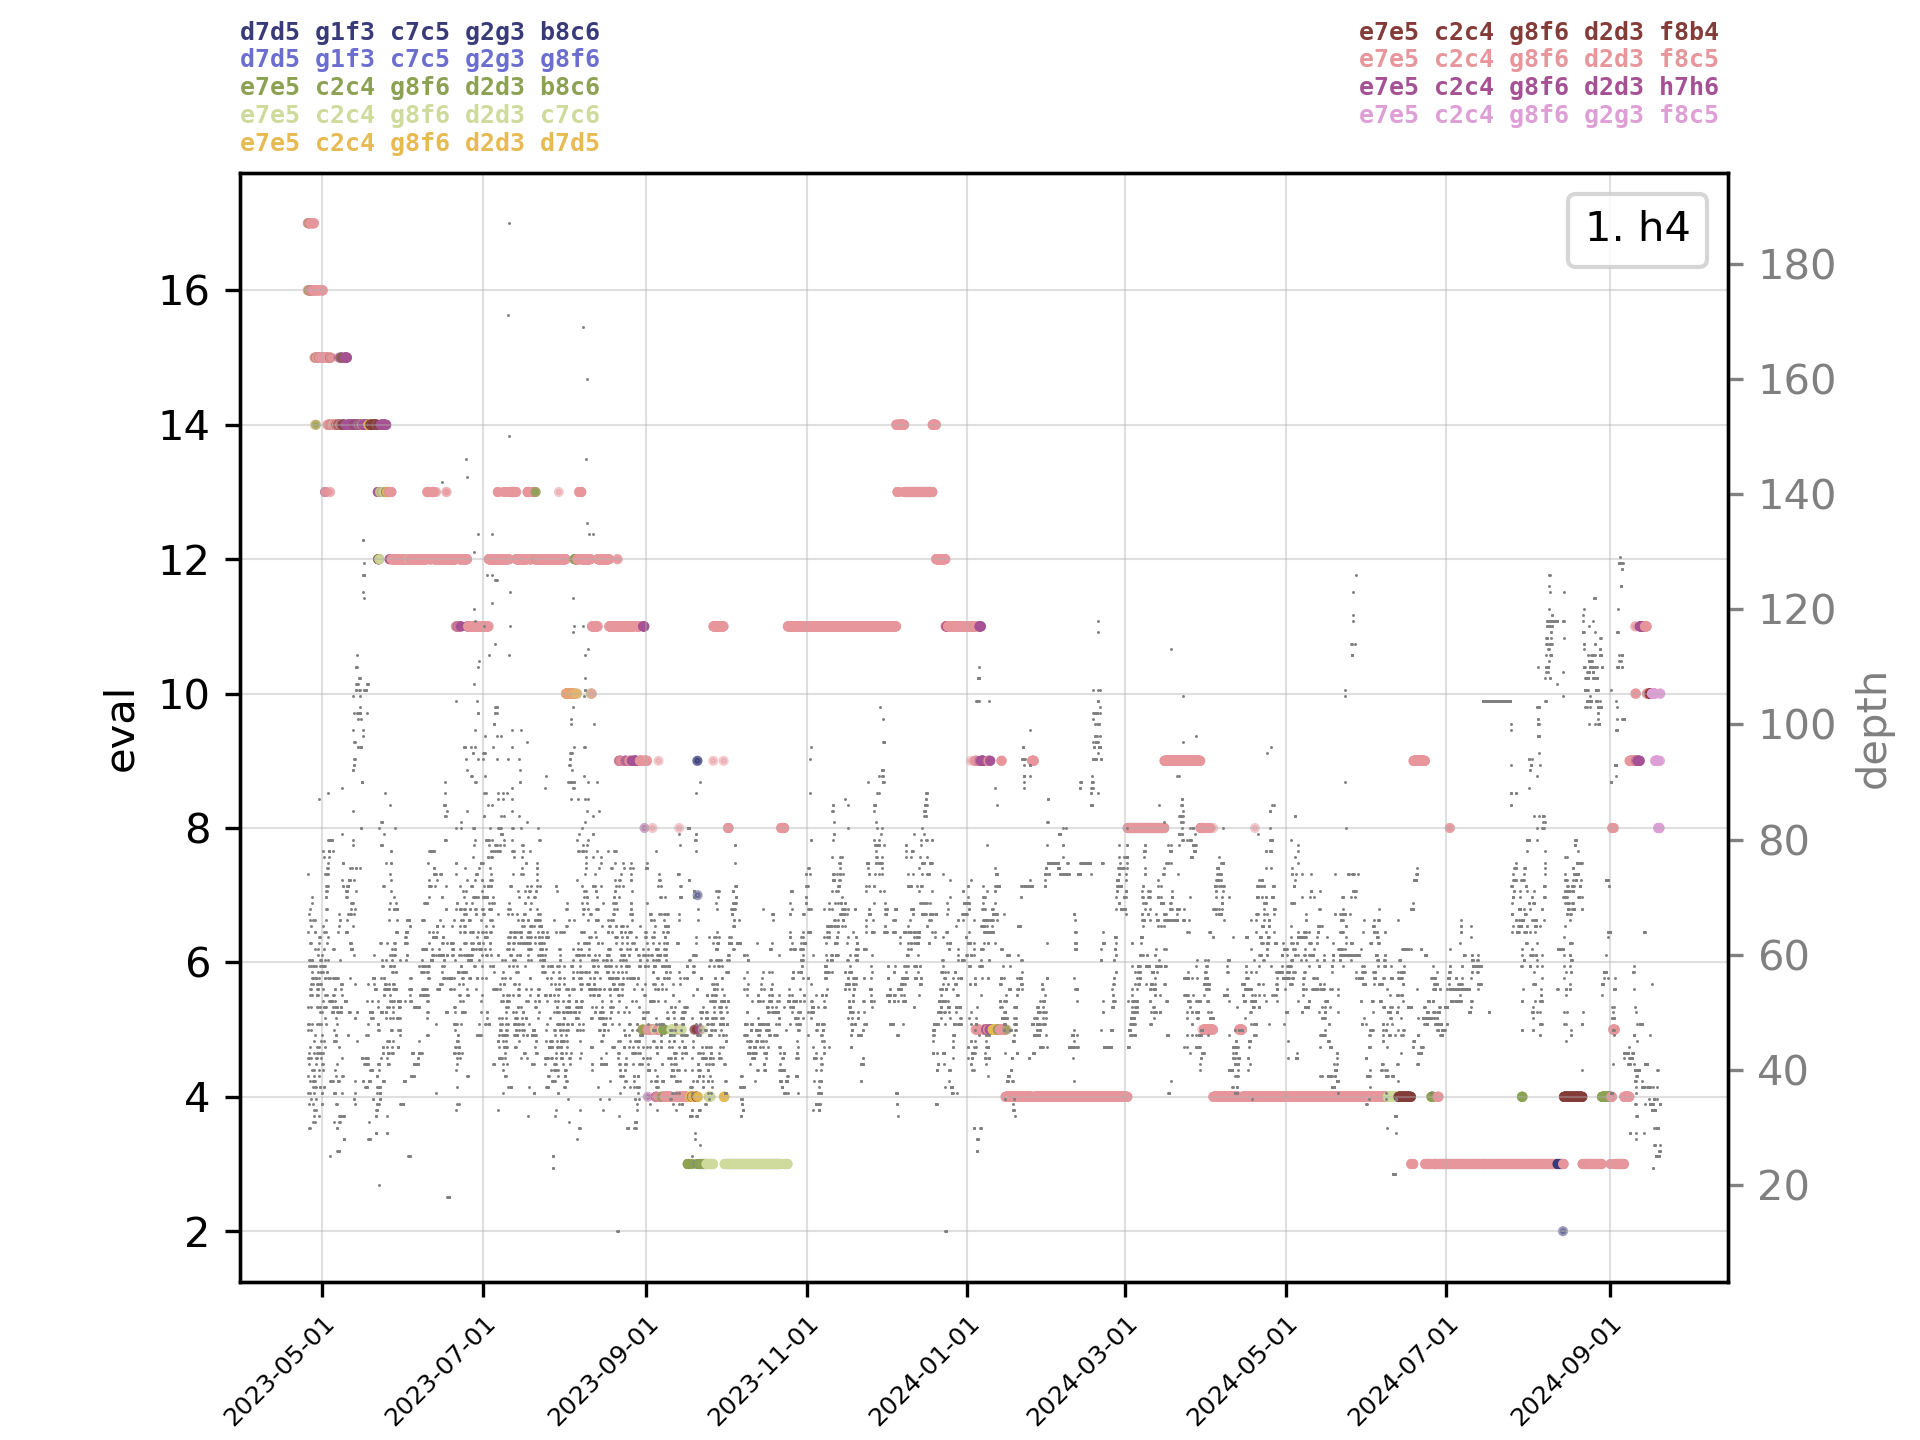 d7d5 g1f3 c7c5 g2g3 b8c6
d7d5 g1f3 c7c5 g2g3 g8f6
e7e5 c2c4 g8f6 d2d3 b8c6
e7e5 c2c4 g8f6 d2d3 c7c6
e7e5 c2c4 g8f6 d2d3 d7d5
e7e5 c2c4 g8f6 d2d3 f8b4
e7e5 c2c4 g8f6 d2d3 f8c5
e7e5 c2c4 g8f6 d2d3 h7h6
e7e5 c2c4 g8f6 g2g3 f8c5
1. h4
eval
16
14
12
10
8
6
4
2
180
160
140
120
100
80
60
40
20
depth
2023-05-01
2023-07-01
2023-09-01
2023-11-01
2024-01-01
2024-03-01
2024-05-01
2024-07-01
2024-09-01